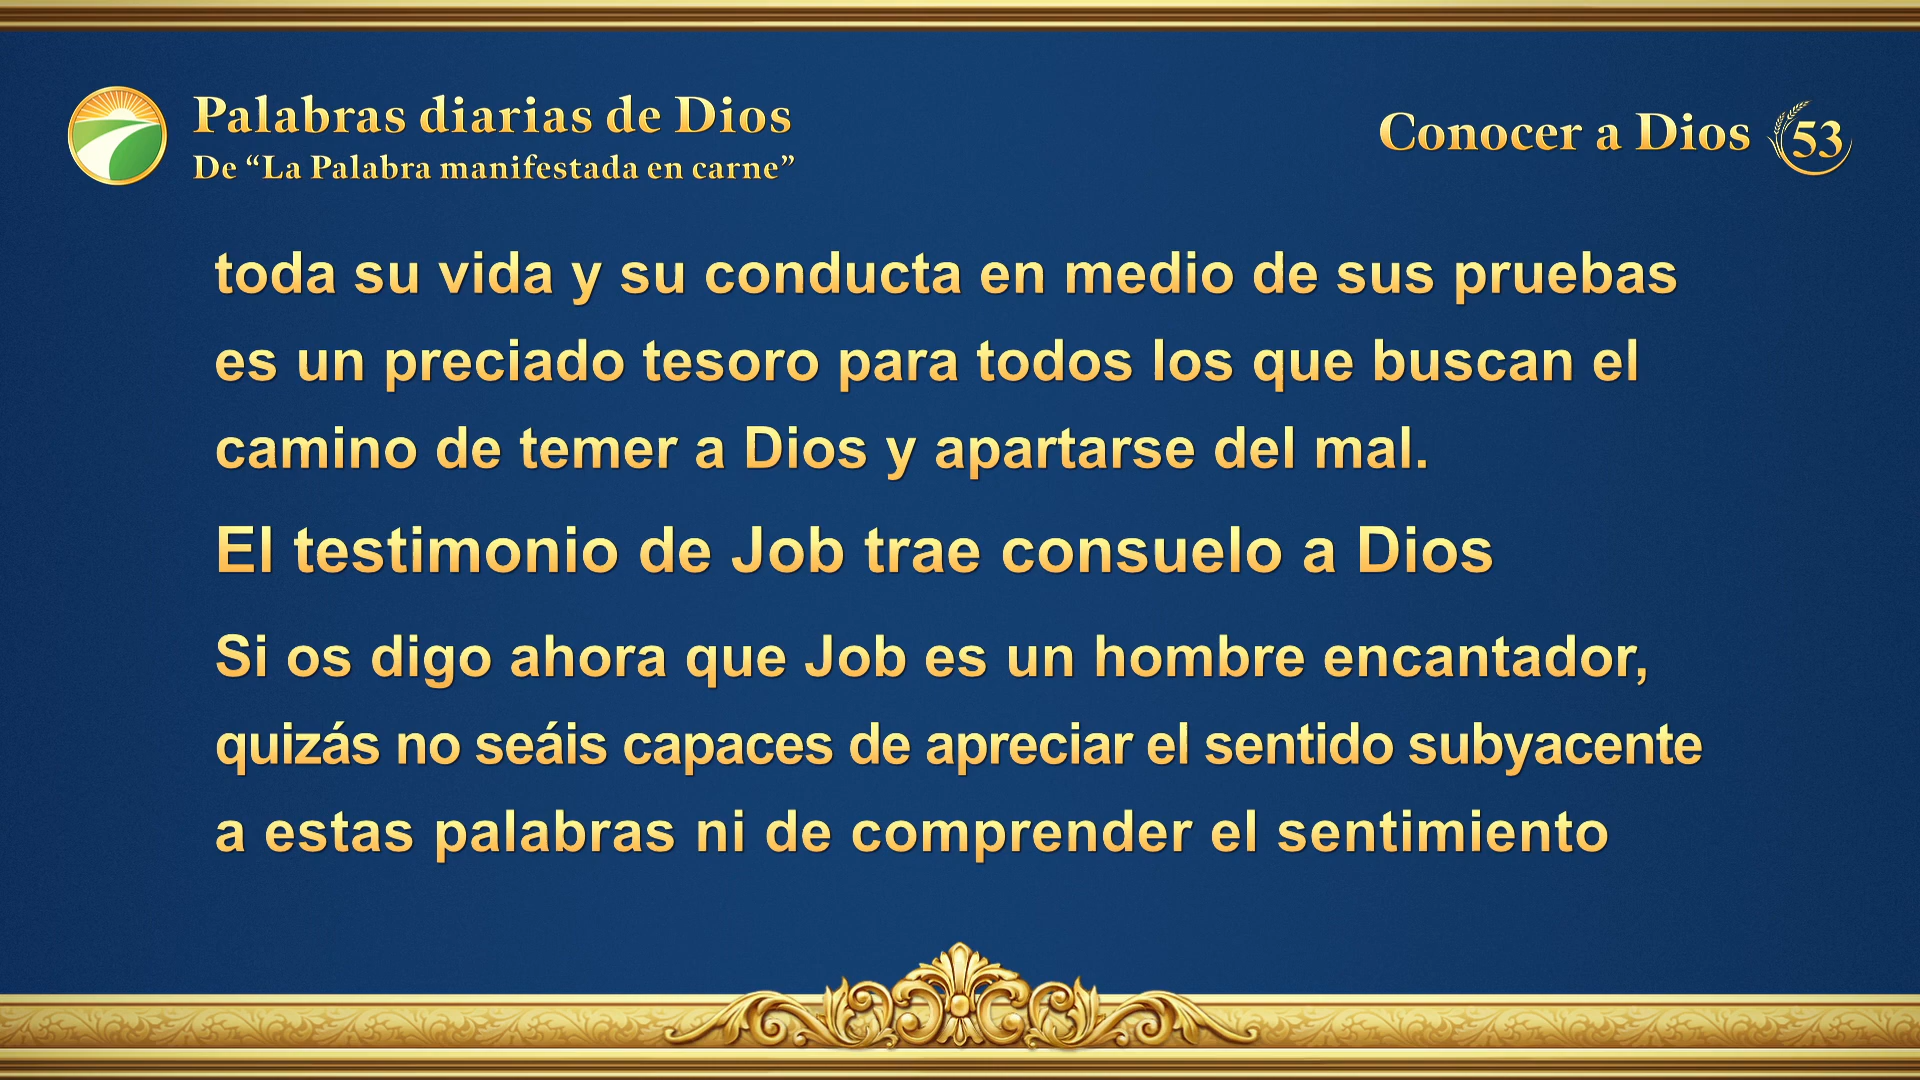 Palabras diarias de Dios
De “La Palabra manifestada en carne”
Conocer a Dios 53
toda su vida y su conducta en medio de sus pruebas
es un preciado tesoro para todos los que buscan el
camino de temer a Dios y apartarse del mal.
El testimonio de Job trae consuelo a Dios
Si os digo ahora que Job es un hombre encantador,
quizás no seáis capaces de apreciar el sentido subyacente
a estas palabras ni de comprender el sentimiento